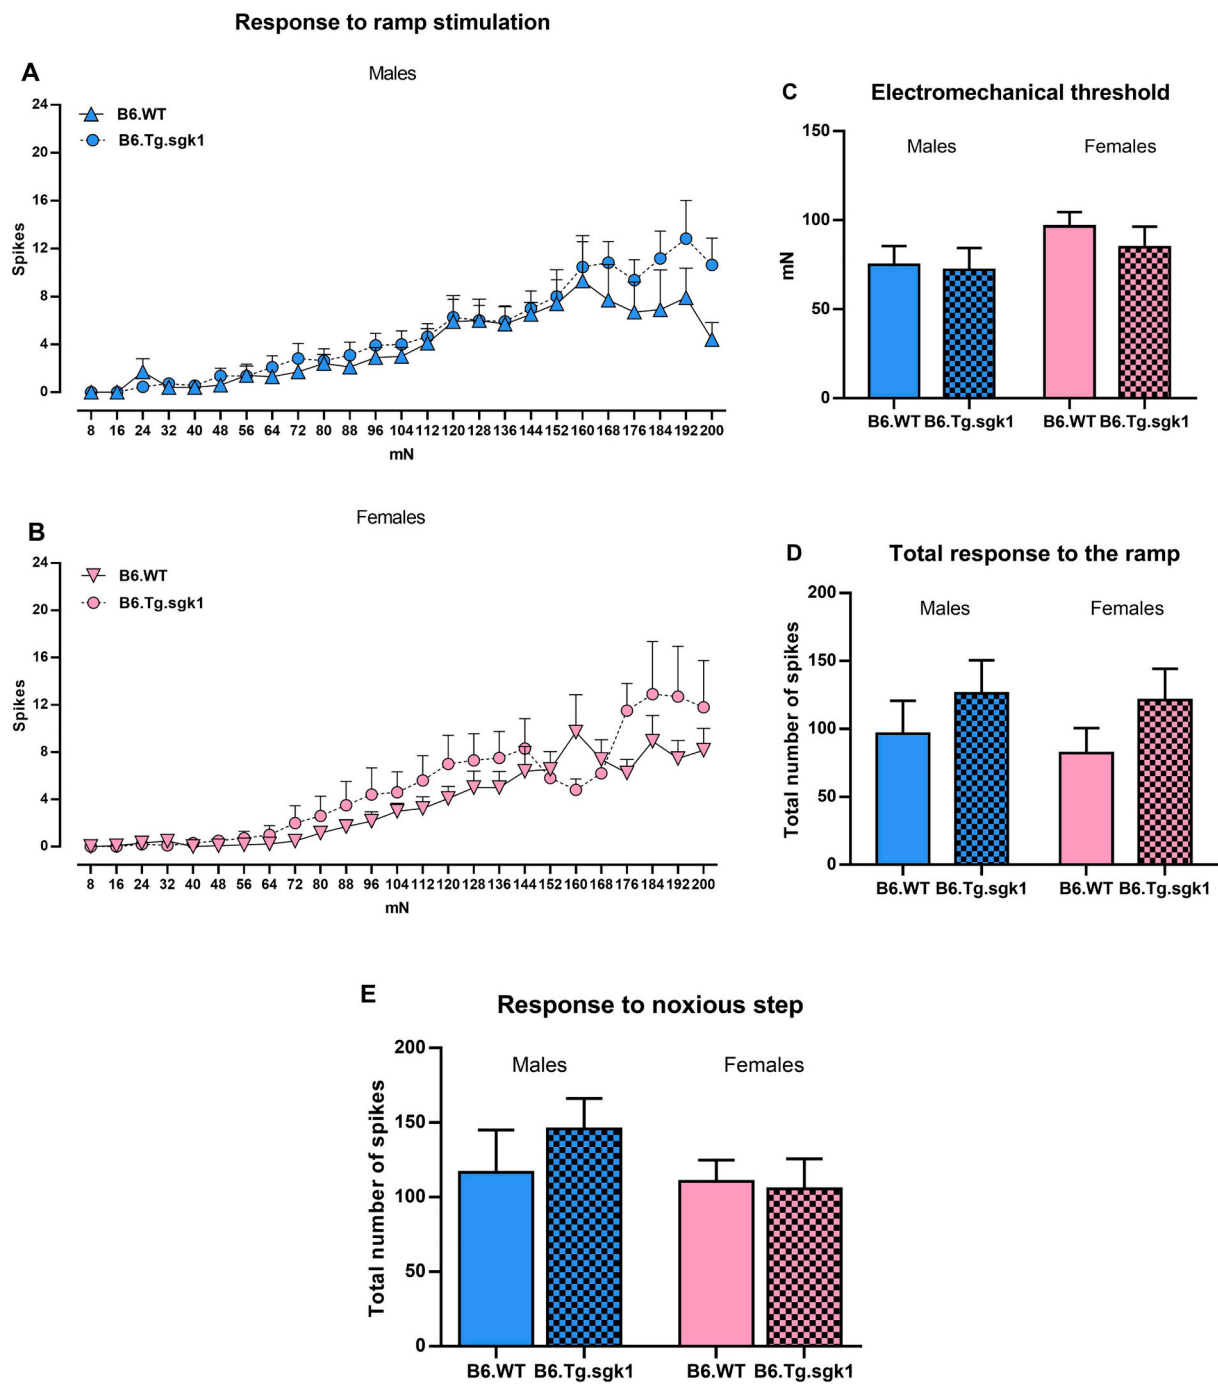 Response to ramp stimulation
A
Males
B6.WT
B6.Tg.sgk1
24
20
16
12
8
4
0
Spikes
8 16 24 32 40 48 56 64 72 80 88 96 104 112 120 128 136 144 152 160 168 176 184 192 200
mN
C
Electromechanical threshold
Males Females
150
100
50
0
mN
B6.WT B6.Tg.sgk1 B6.WT B6.Tg.sgk1
B
Females
B6.WT
B6.Tg.sgk1
24
20
16
12
8
4
0
Spikes
8 16 24 32 40 48 56 64 72 80 88 96 104 112 120 128 136 144 152 160 168 176 184 192 200
mN
D
Total response to the ramp
Males Females
200
150
100
50
0
Total number of spikes
B6.WT B6.Tg.sgk1 B6.WT B6.Tg.sgk1
E
Response to noxious step
Males Females
200
150
100
50
0
Total number of spikes
B6.WT B6.Tg.sgk1 B6.WT B6.Tg.sgk1